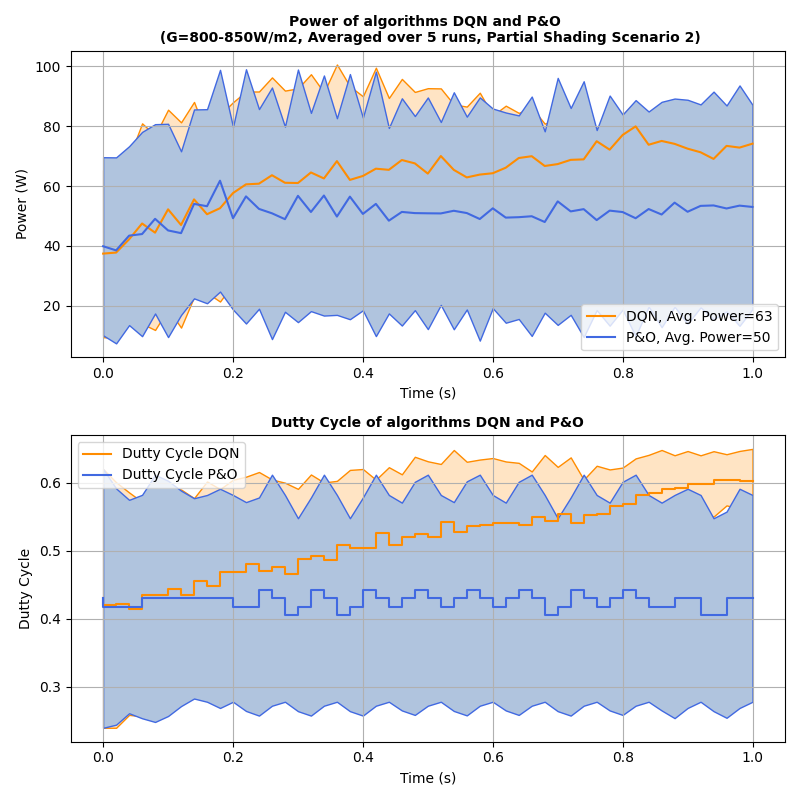 Power of algorithms DQN and P&O
(G=800-850W/m2, Averaged over 5 runs, Partial Shading Scenario 2)
100
80
60
40
20
Power (W)
DQN, Avg. Power=63
P&O, Avg. Power=50
0.0 0.2 0.4 0.6 0.8 1.0
Time (s)
Dutty Cycle of algorithms DQN and P&O
Dutty Cycle DQN
Dutty Cycle P&O
0.6
0.5
0.4
0.3
Dutty Cycle
0.0 0.2 0.4 0.6 0.8 1.0
Time (s)